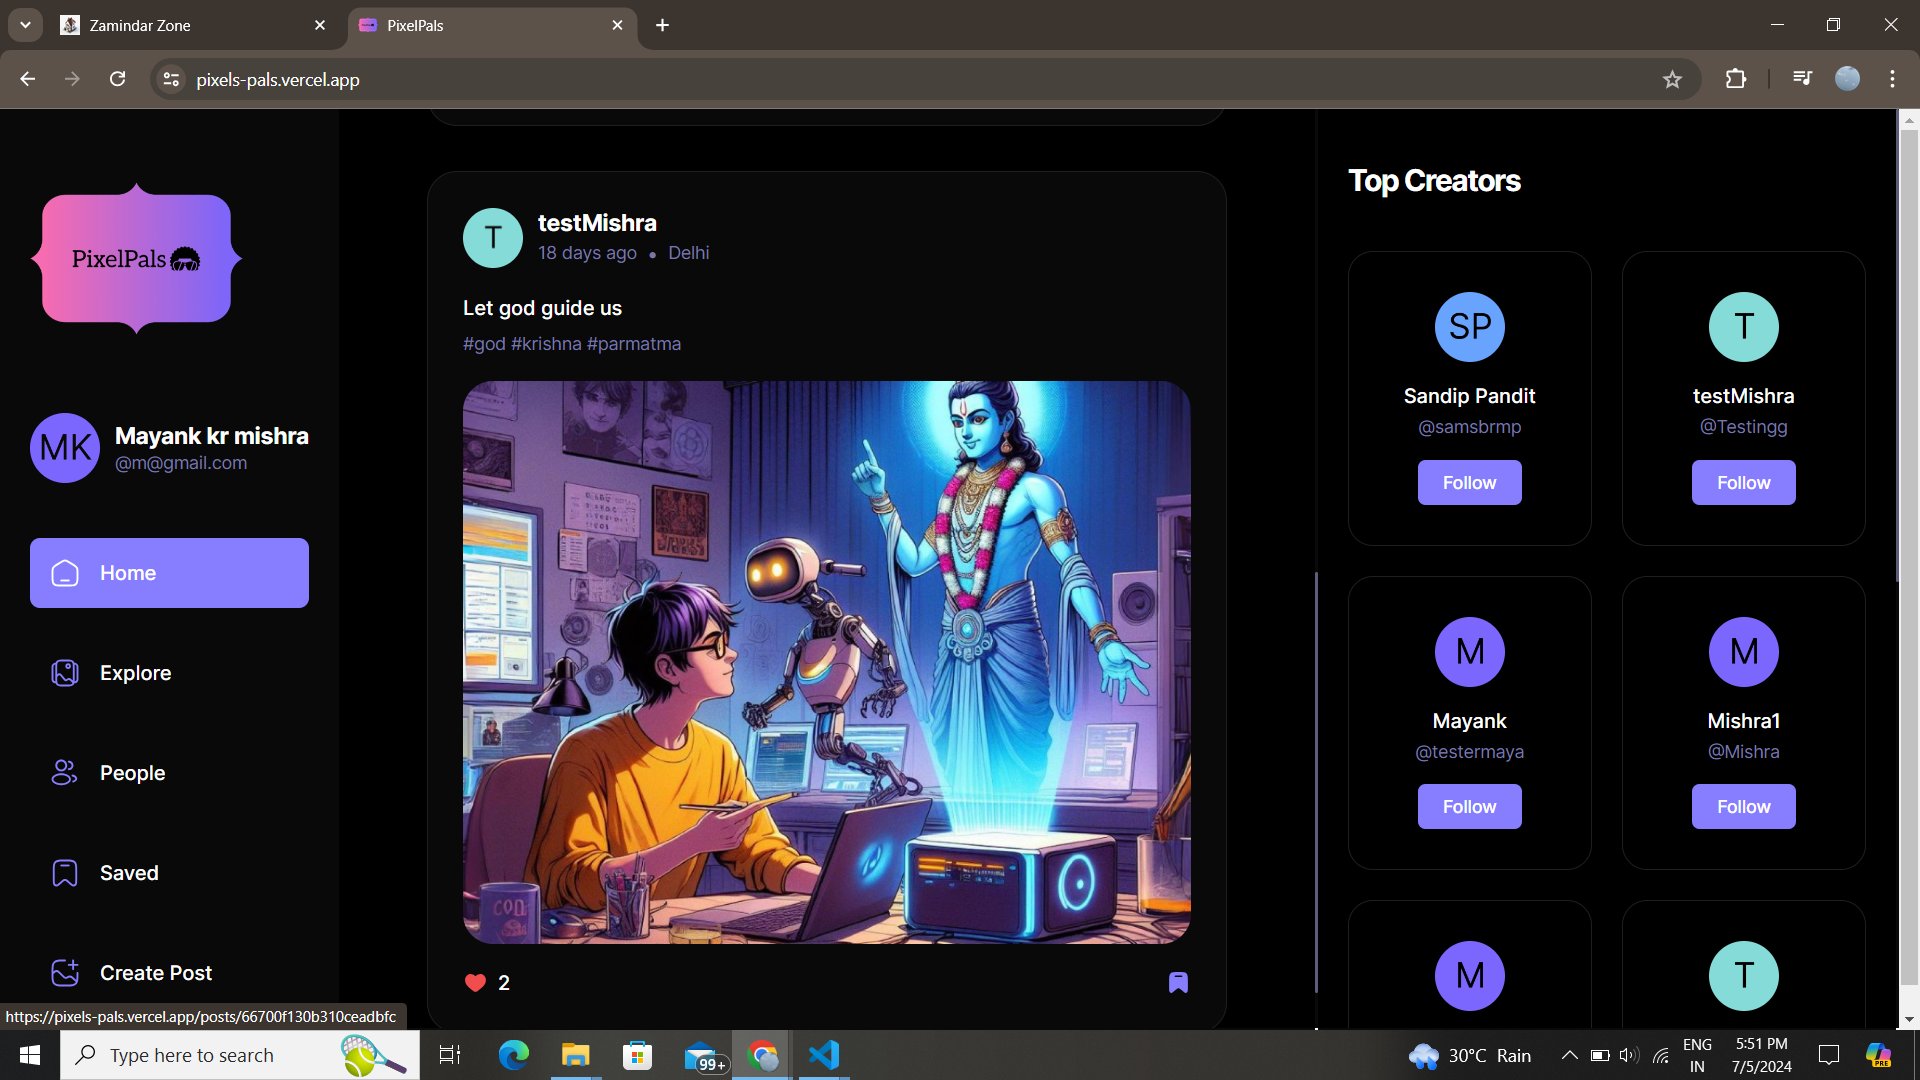 Zamindar Zone
PixelPals
pixels-pals.vercel.app
PixelPals
MK
Mayank kr mishra
@m@gmail.com
Home
Explore
People
Saved
Create Post
https://pixels-pals.vercel.app/posts/66700f130b310ceadbfc
T
testMishra
18 days ago • Delhi
Let god guide us
#god #krishna #parmatma
2
Top Creators
SP
Sandip Pandit
@samsbrmp
Follow
T
testMishra
@Testingg
Follow
M
Mayank
@testermaya
Follow
M
Mishra1
@Mishra
Follow
M
T
Type here to search
99+
PRE
30°C Rain
ENG
IN
5:51 PM
7/5/2024